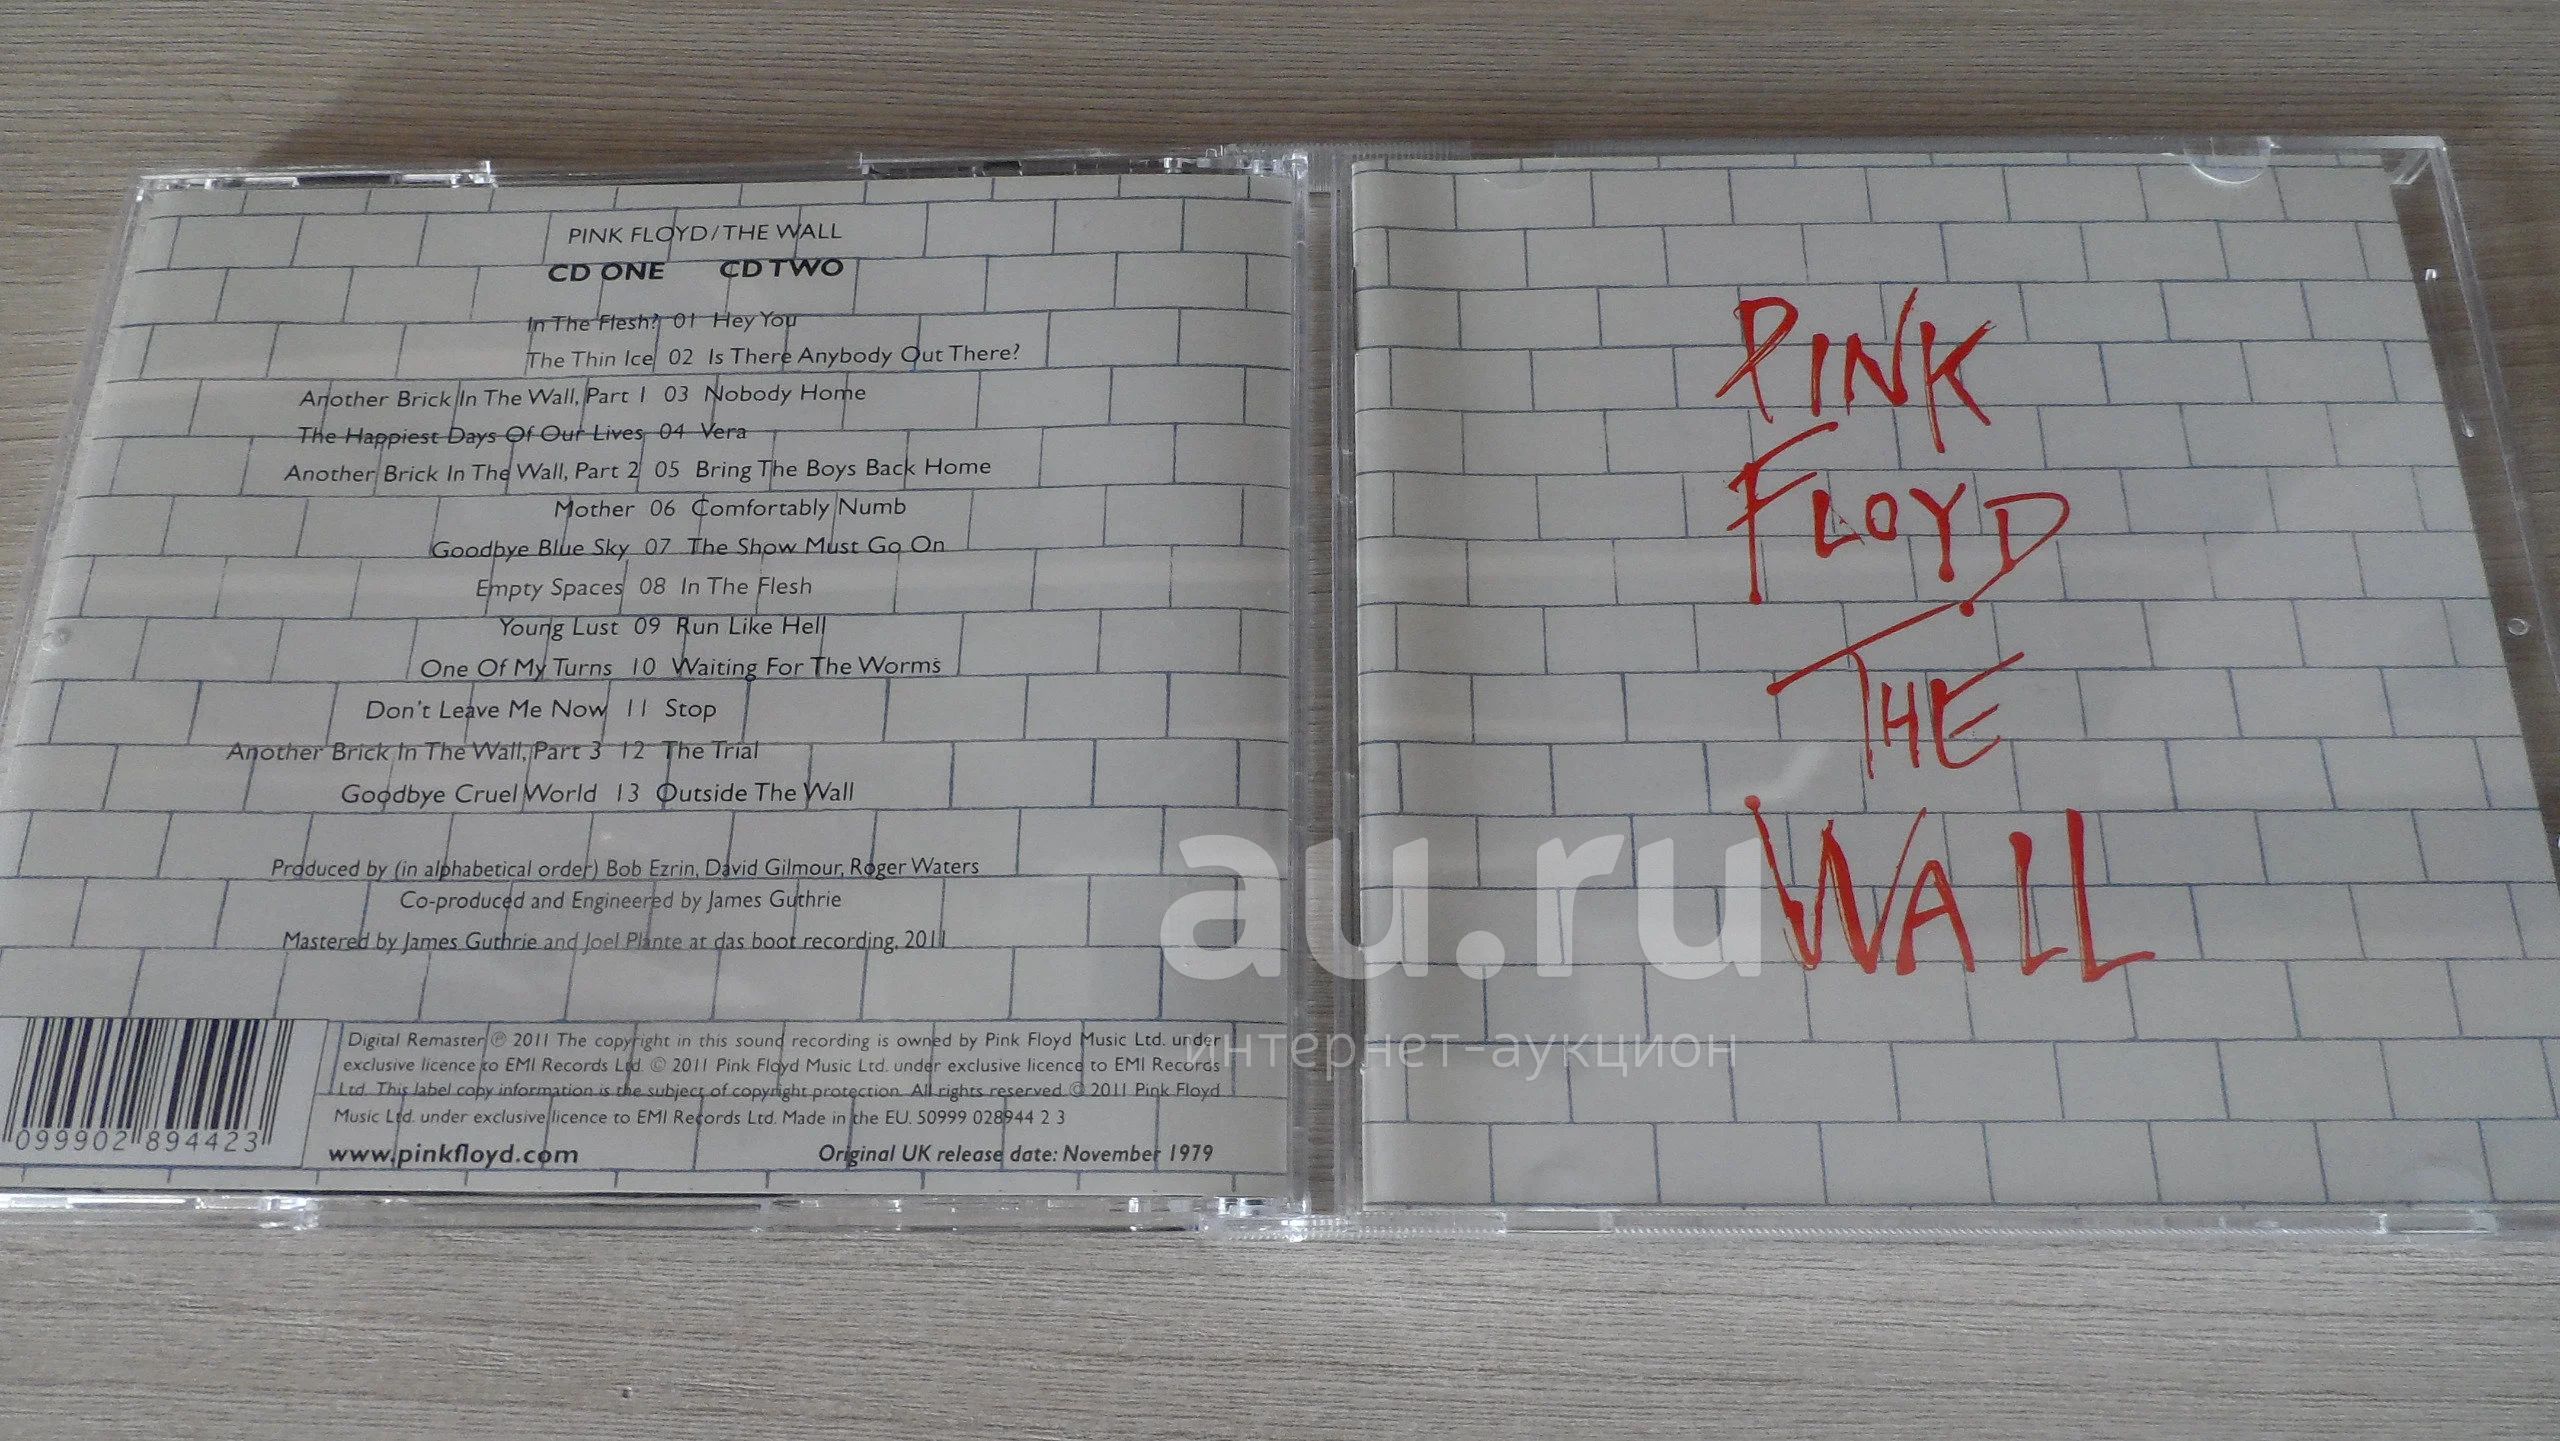 PINK FLOYD/THE WALL
CD ONE CD TWO
In The Flesh? 01 Hey You
The Thin Ice 02 Is There Anybody Out There?
Another Brick In The Wall, Part 1 03 Nobody Home
The Happiest Days Of Our Lives 04 Vera
Another Brick In The Wall, Part 2 05 Bring The Boys Back Home
Mother 06 Comfortably Numb
Goodbye Blue Sky 07 The Show Must Go On
Empty Spaces 08 In The Flesh
Young Lust 09 Run Like Hell
One Of My Turns 10 Waiting For The Worms
Don't Leave Me Now 11 Stop
Another Brick In The Wall, Part 3 12 The Trial
Goodbye Cruel World 13 Outside The Wall
Produced by (in alphabetical order) Bob Ezrin, David Gilmour, Roger Waters
Co-produced and Engineered by James Guthrie
Mastered by James Guthrie and Joel Plante at das boot recording, 2011
Digital Remaster ℗ 2011 The copyright in this sound recording is owned by Pink Floyd Music Ltd. under
exclusive licence to EMI Records Ltd. © 2011 Pink Floyd Music Ltd. under exclusive licence to EMI Records
Ltd. This label copy information is the subject of copyright protection. All rights reserved. © 2011 Pink Floyd
Music Ltd. under exclusive licence to EMI Records Ltd. Made in the EU. 50999 028944 2 3
099902 894423
www.pinkfloyd.com Original UK release date: November 1979
PINK
FLOYD
THE
WALL
au.ru
интернет-аукцион